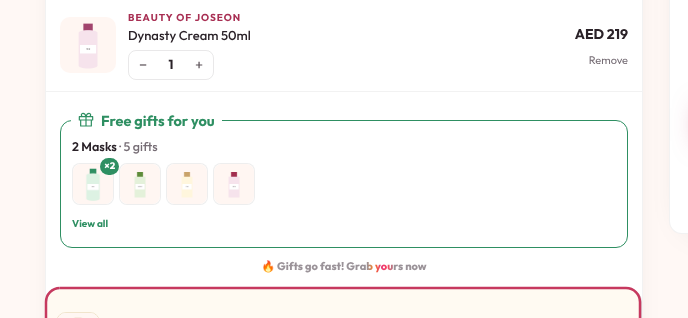 BEAUTY OF JOSEON
Dynasty Cream 50ml
AED 219
− 1 +
Remove
Free gifts for you
2 Masks · 5 gifts
×2
View all
🔥 Gifts go fast! Grab yours now